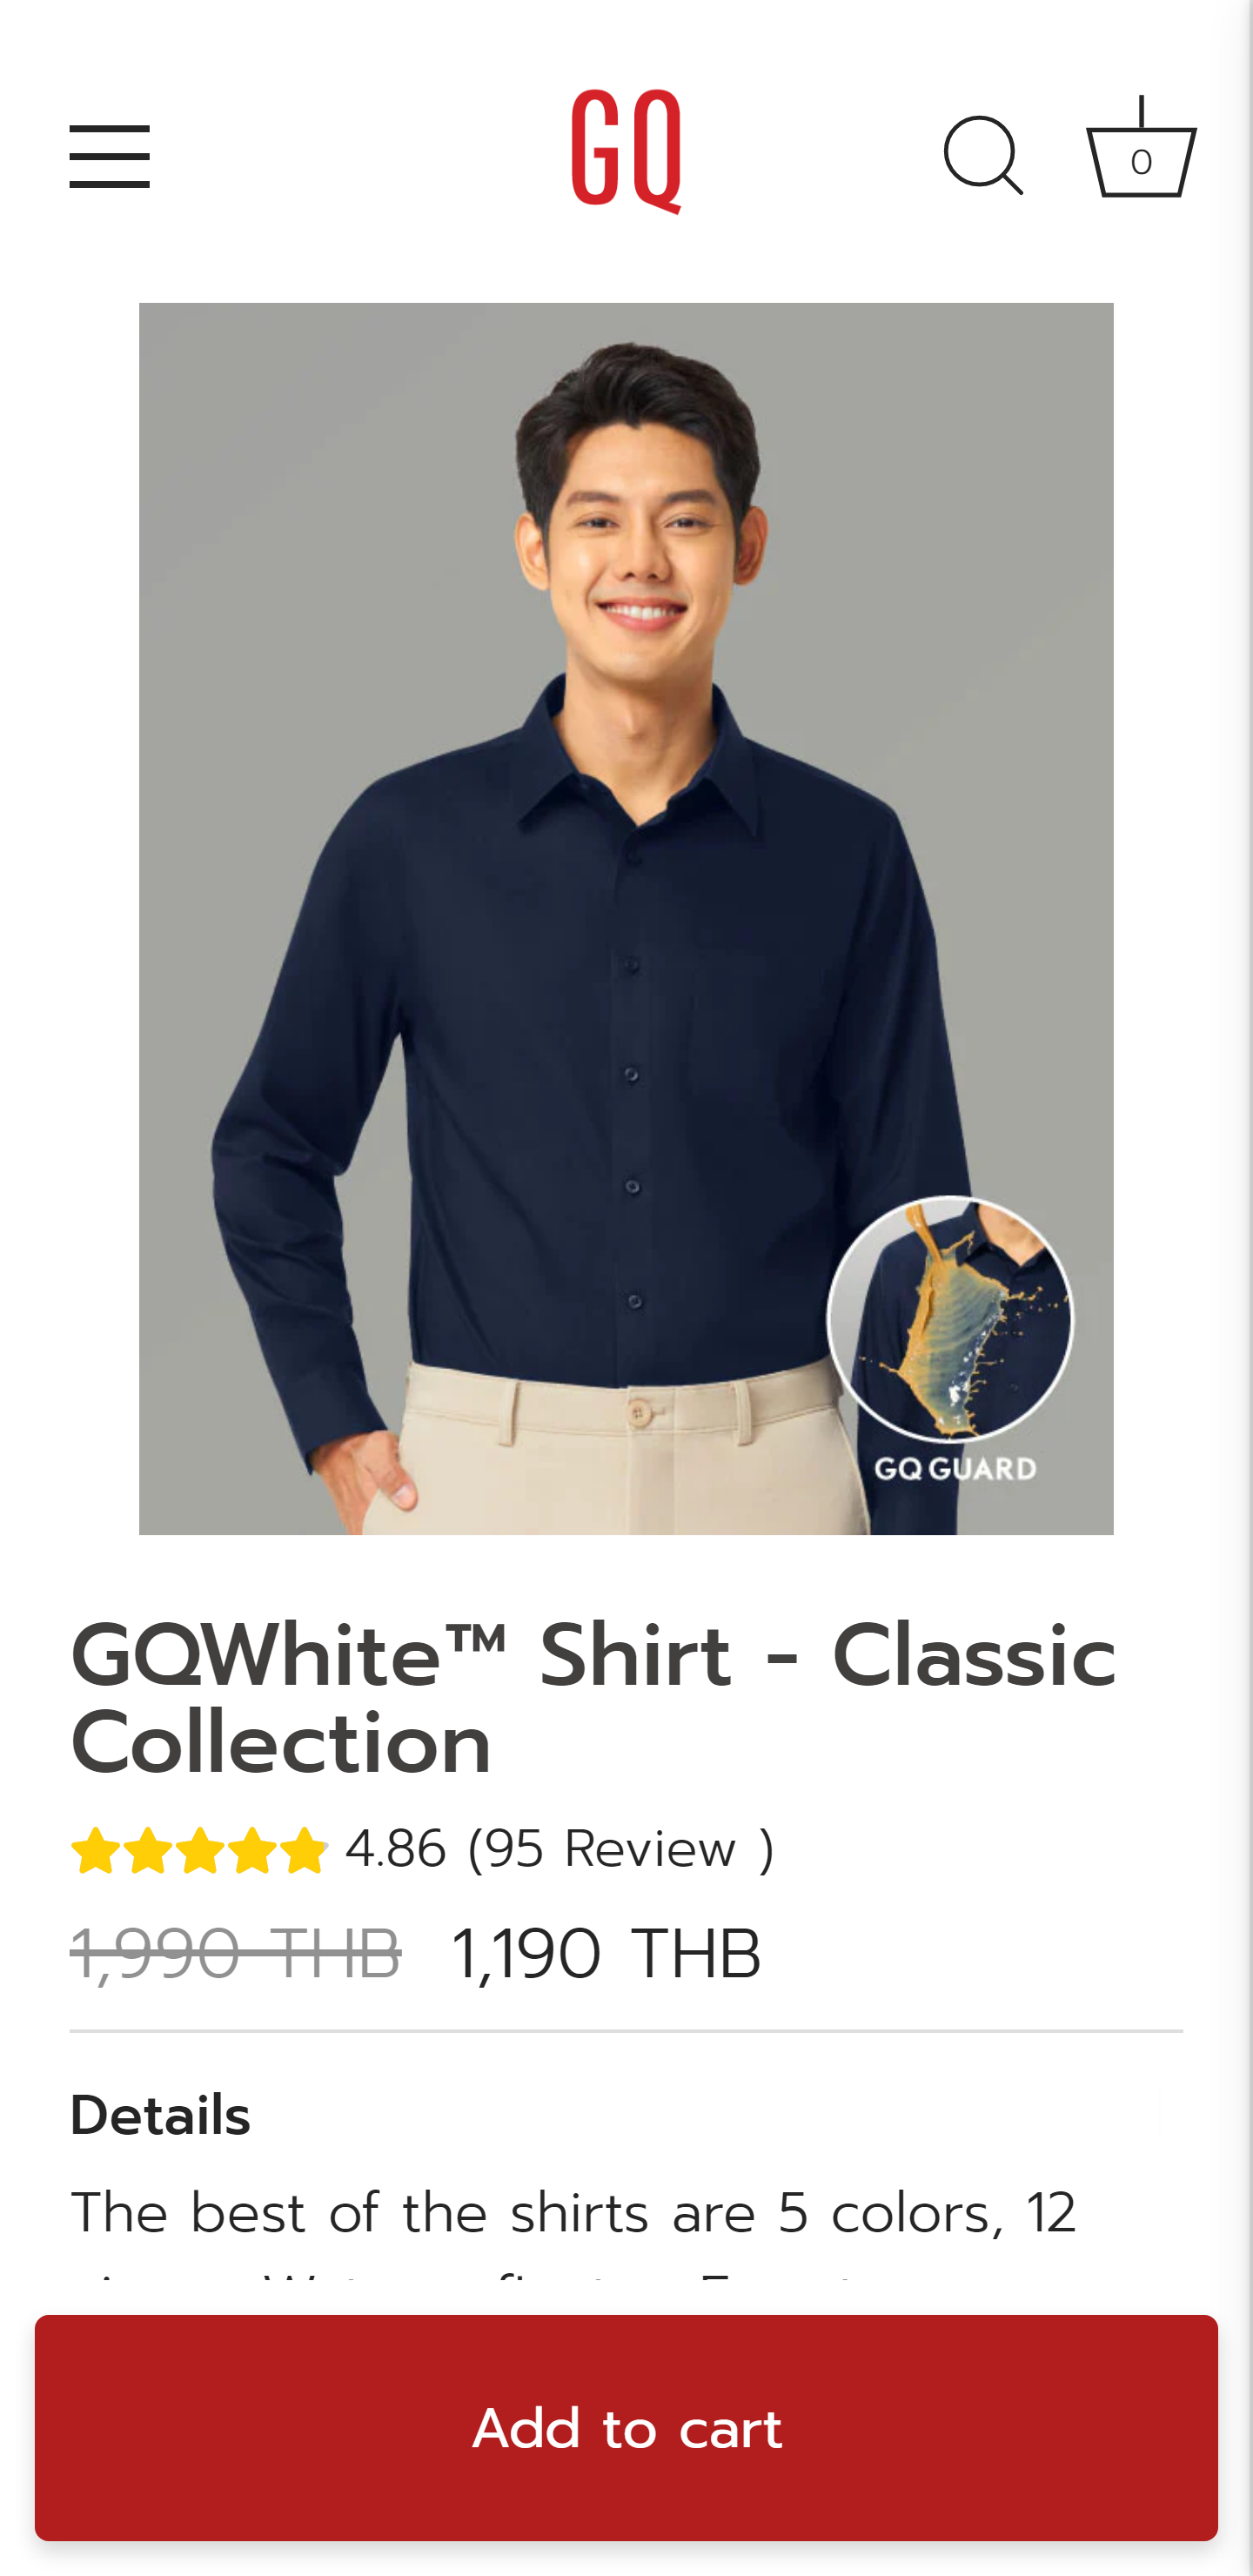 GQ
0
GQ GUARD
GQWhite™ Shirt - Classic
Collection
4.86 (95 Review )
1,990 THB 1,190 THB
Details
The best of the shirts are 5 colors, 12
Add to cart